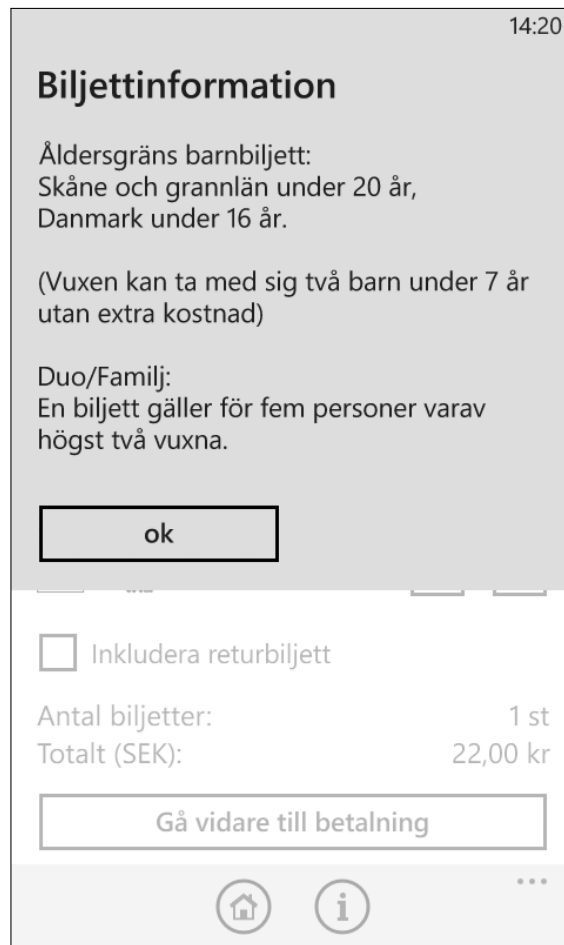 14:20
Biljettinformation
Åldersgräns barnbiljett:
Skåne och grannlän under 20 år,
Danmark under 16 år.
(Vuxen kan ta med sig två barn under 7 år
utan extra kostnad)
Duo/Familj:
En biljett gäller för fem personer varav
högst två vuxna.
ok
Inkludera returbiljett
Antal biljetter: 1 st
Totalt (SEK): 22,00 kr
Gå vidare till betalning